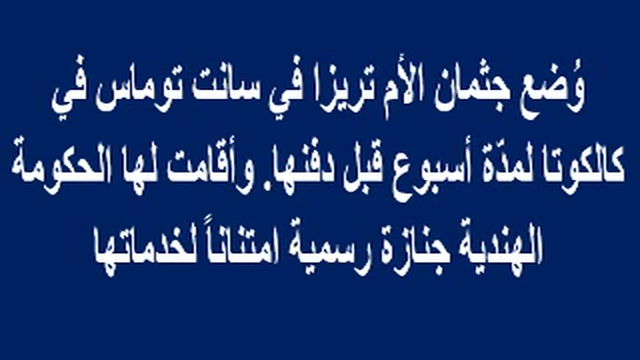 وُضع جثمان الأم تريزا في سانت توماس في
كالكوتا لمدّة أسبوع قبل دفنها. وأقامت لها الحكومة
الهندية جنازة رسمية امتناناً لخدماتها